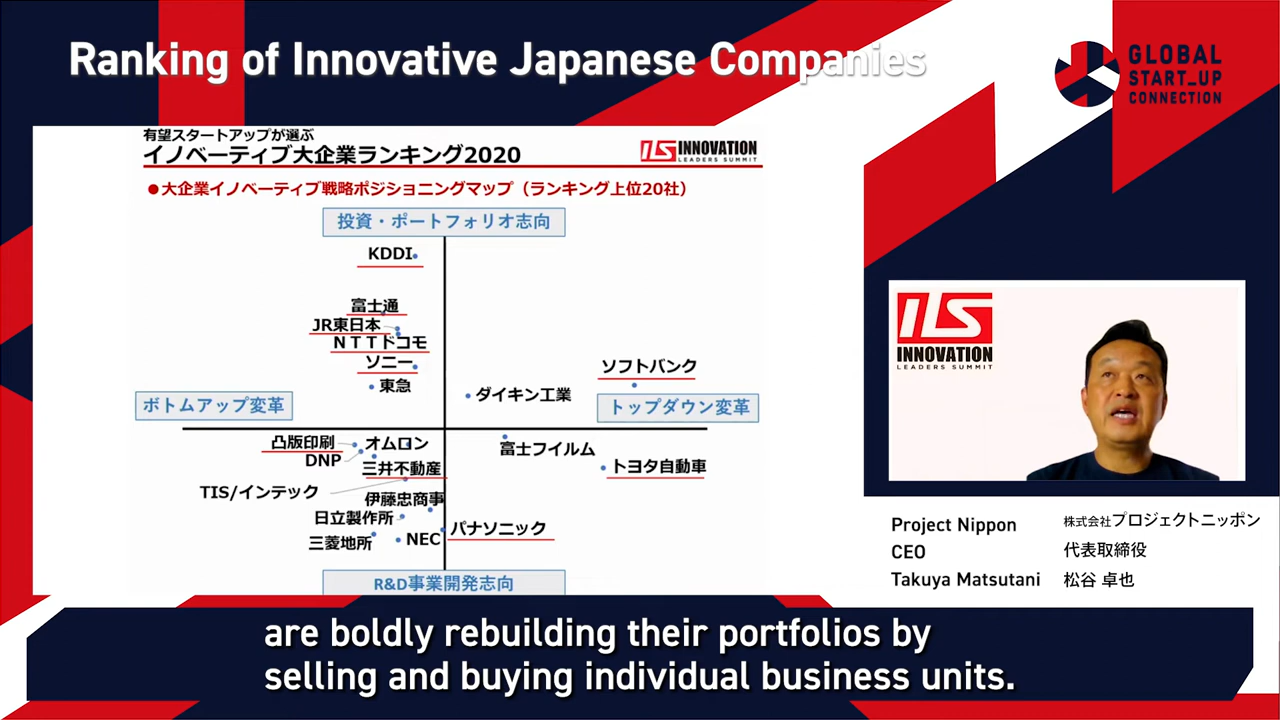 Ranking of Innovative Japanese Companies
GLOBAL
START_UP
CONNECTION
有望スタートアップが選ぶ
イノベーティブ大企業ランキング2020
ILS INNOVATION
LEADERS SUMMIT
●大企業イノベーティブ戦略ポジショニングマップ（ランキング上位20社）
投資・ポートフォリオ志向
KDDI
富士通
JR東日本
NTTドコモ
ソニー
東急
ソフトバンク
ダイキン工業
ボトムアップ変革
トップダウン変革
凸版印刷
オムロン
DNP
三井不動産
富士フイルム
トヨタ自動車
TIS/インテック
伊藤忠商事
日立製作所
パナソニック
三菱地所
NEC
R&D事業開発志向
ILS
INNOVATION
LEADERS SUMMIT
Project Nippon
CEO
Takuya Matsutani
株式会社プロジェクトニッポン
代表取締役
松谷 卓也
are boldly rebuilding their portfolios by
selling and buying individual business units.